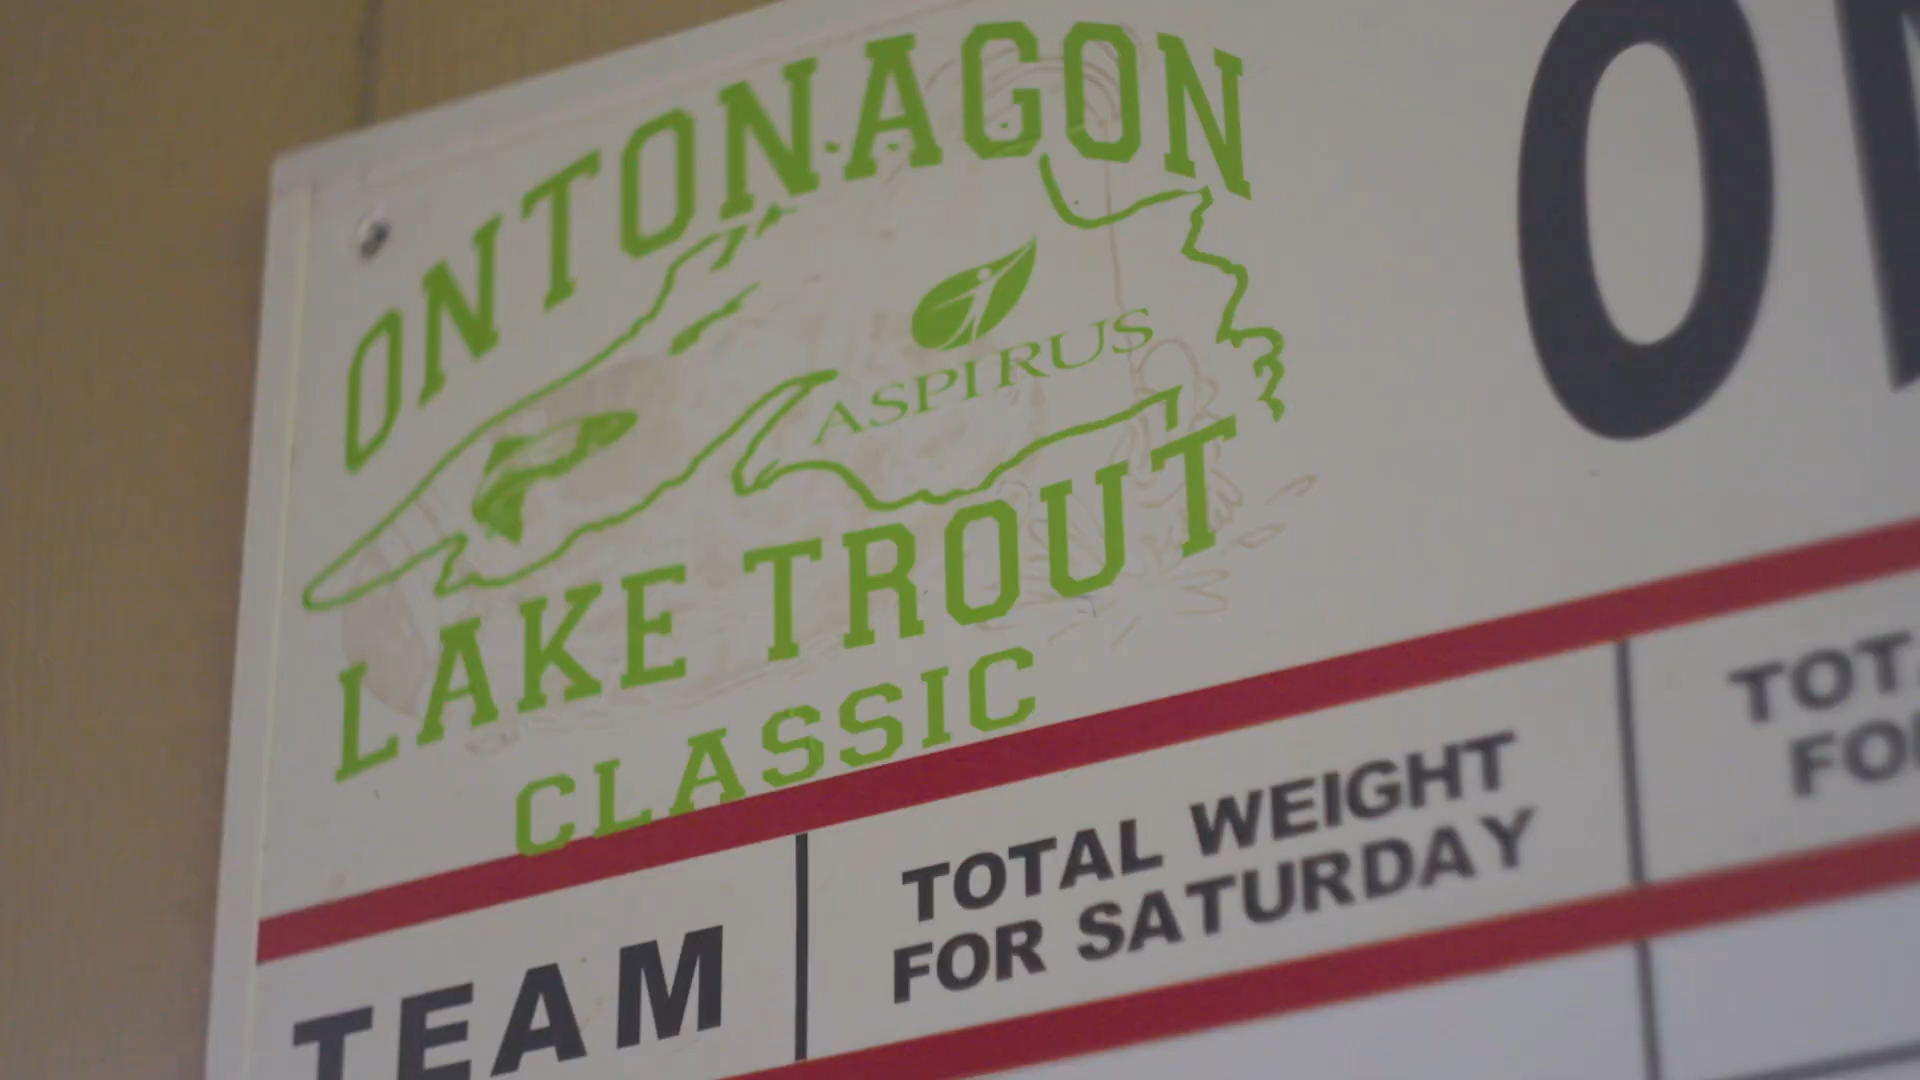 ONTONAGON
ASPIRUS
LAKE TROUT
CLASSIC
TEAM
TOTAL WEIGHT
FOR SATURDAY